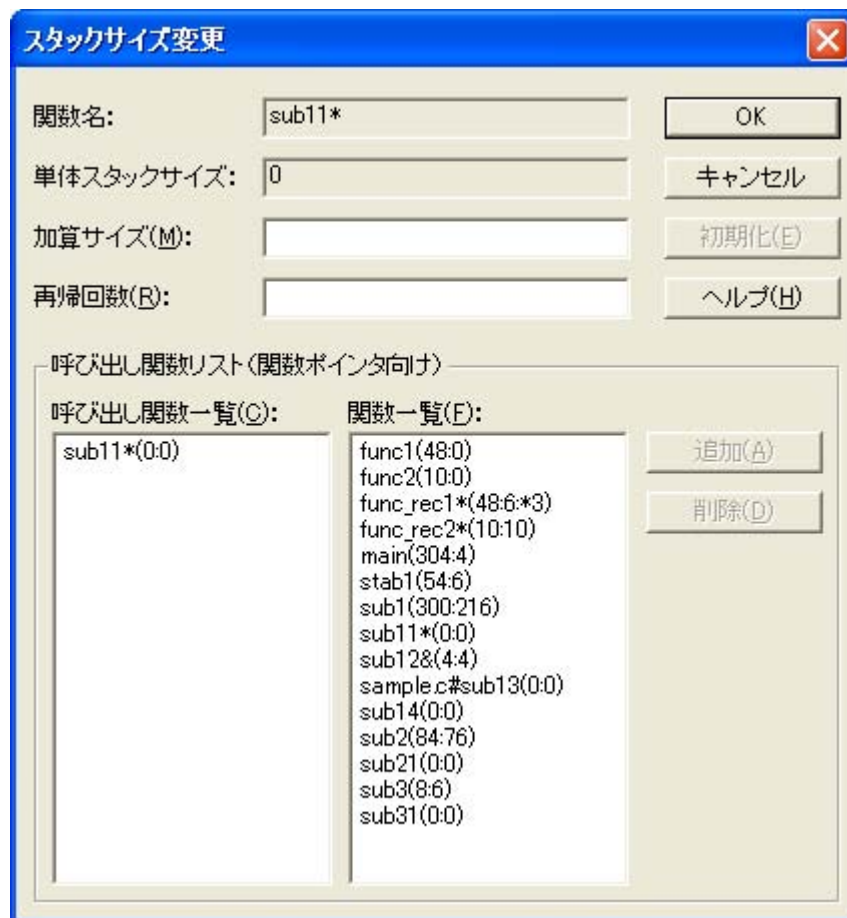 スタックサイズ変更
関数名: sub11* OK
単体スタックサイズ: 0 キャンセル
加算サイズ(M): 初期化(E)
再帰回数(R): ヘルプ(H)
呼び出し関数リスト(関数ポインタ向け)
呼び出し関数一覧(C): 関数一覧(F):
sub11*(0:0)
func1(48:0)
func2(10:0)
func_rec1*(48:6:*3)
func_rec2*(10:10)
main(304:4)
stab1(54:6)
sub1(300:216)
sub11*(0:0)
sub12&(4:4)
sample.c#sub13(0:0)
sub14(0:0)
sub2(84:76)
sub21(0:0)
sub3(8:6)
sub31(0:0)
追加(A)
削除(D)